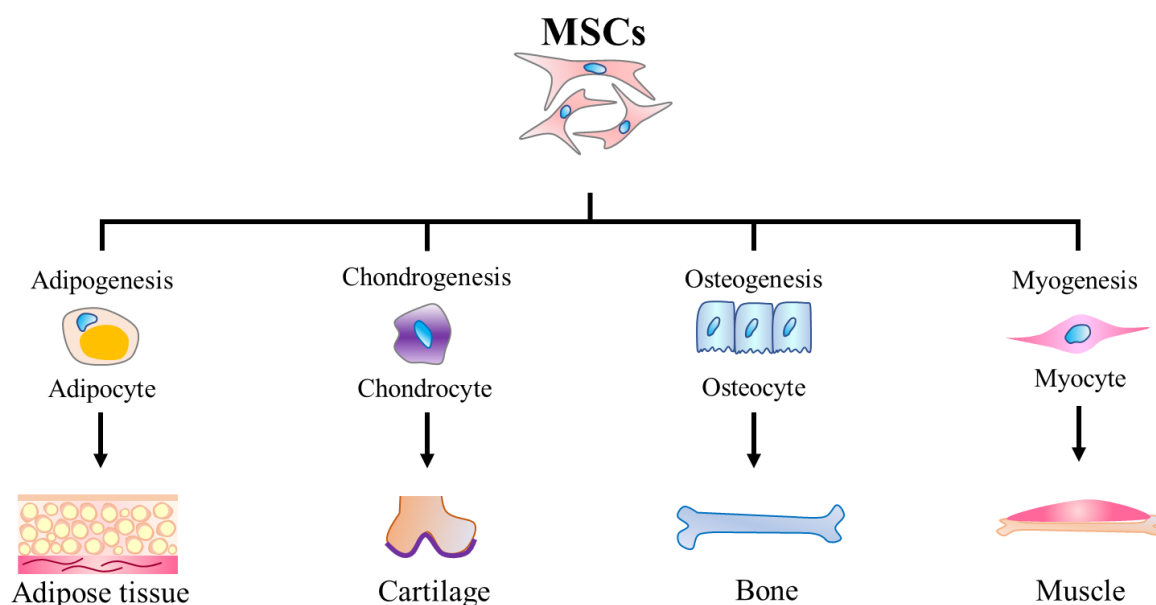 MSCs
Adipogenesis
Chondrogenesis
Osteogenesis
Myogenesis
Adipocyte
Chondrocyte
Osteocyte
Myocyte
Adipose tissue
Cartilage
Bone
Muscle